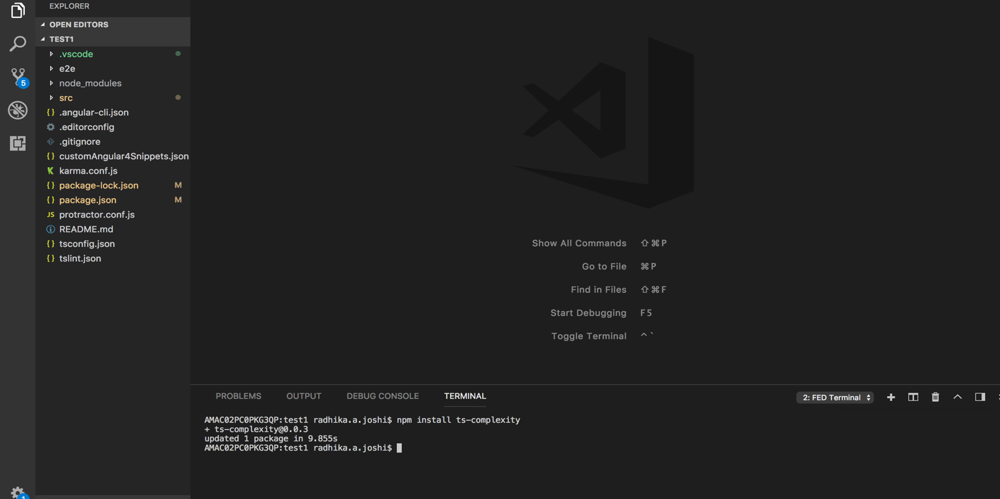 EXPLORER
OPEN EDITORS
TEST1
.vscode
e2e
node_modules
src
{ } .angular-cli.json
.editorconfig
.gitignore
{ } customAngular4Snippets.json
karma.conf.js
{ } package-lock.json M
{ } package.json M
JS protractor.conf.js
README.md
{ } tsconfig.json
{ } tslint.json
5
1
Show All Commands ⇧⌘P
Go to File ⌘P
Find in Files ⇧⌘F
Start Debugging F5
Toggle Terminal ^`
PROBLEMS OUTPUT DEBUG CONSOLE TERMINAL 2: FED Terminal
AMAC02PC0PKG3QP:test1 radhika.a.joshi$ npm install ts-complexity
+ ts-complexity@0.0.3
updated 1 package in 9.855s
AMAC02PC0PKG3QP:test1 radhika.a.joshi$